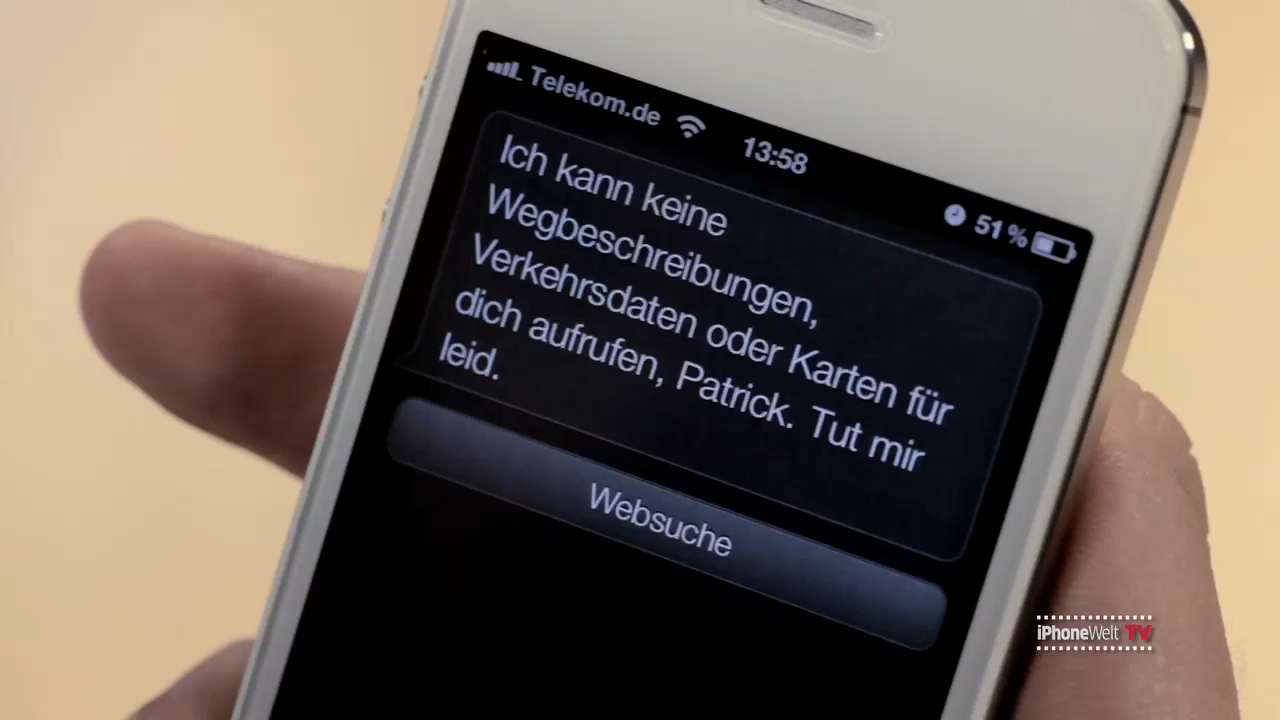 Telekom.de 13:58 51 %
Ich kann keine
Wegbeschreibungen,
Verkehrsdaten oder Karten für
dich aufrufen, Patrick. Tut mir
leid.
Websuche
iPhoneWelt TV